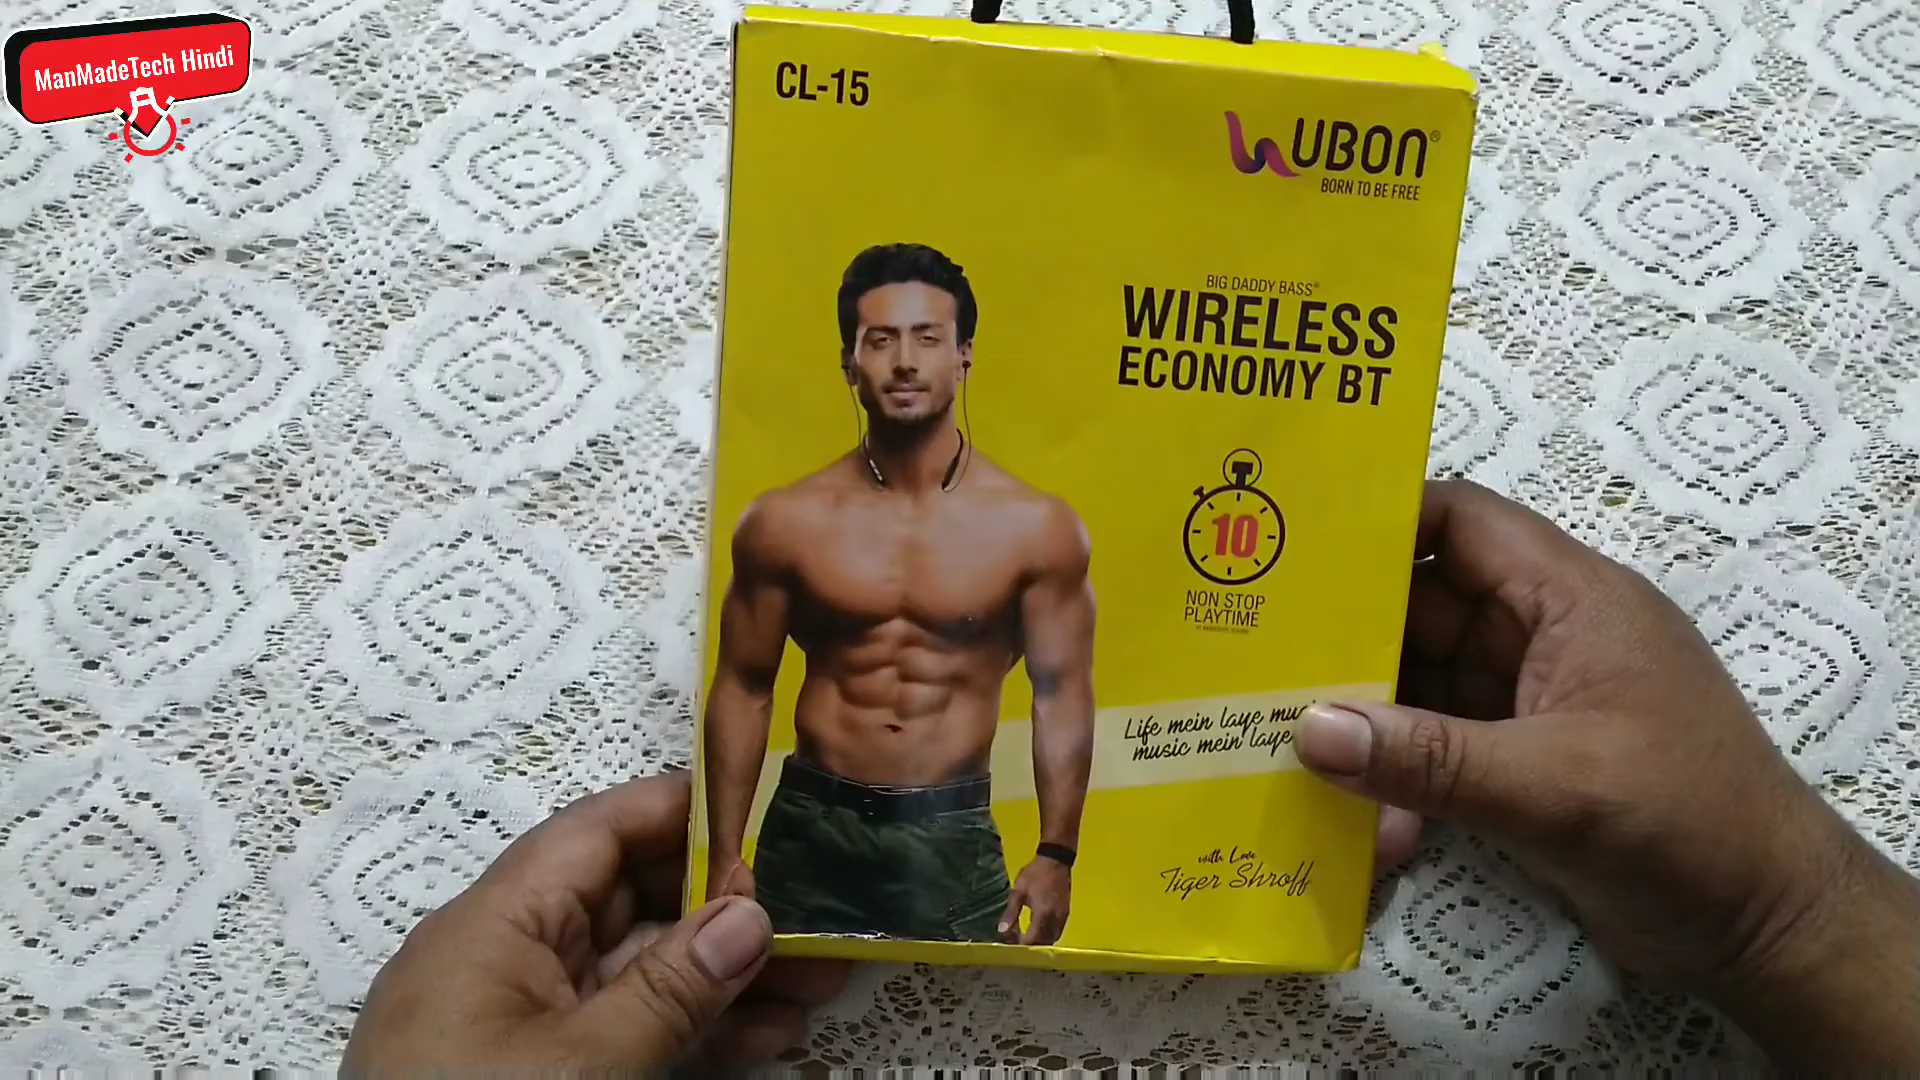 ManMadeTech Hindi
CL-15
UBON®
BORN TO BE FREE
BIG DADDY BASS®
WIRELESS
ECONOMY BT
10
NON STOP
PLAYTIME
Life mein laye
music mein laye
with Love
Tiger Shroff